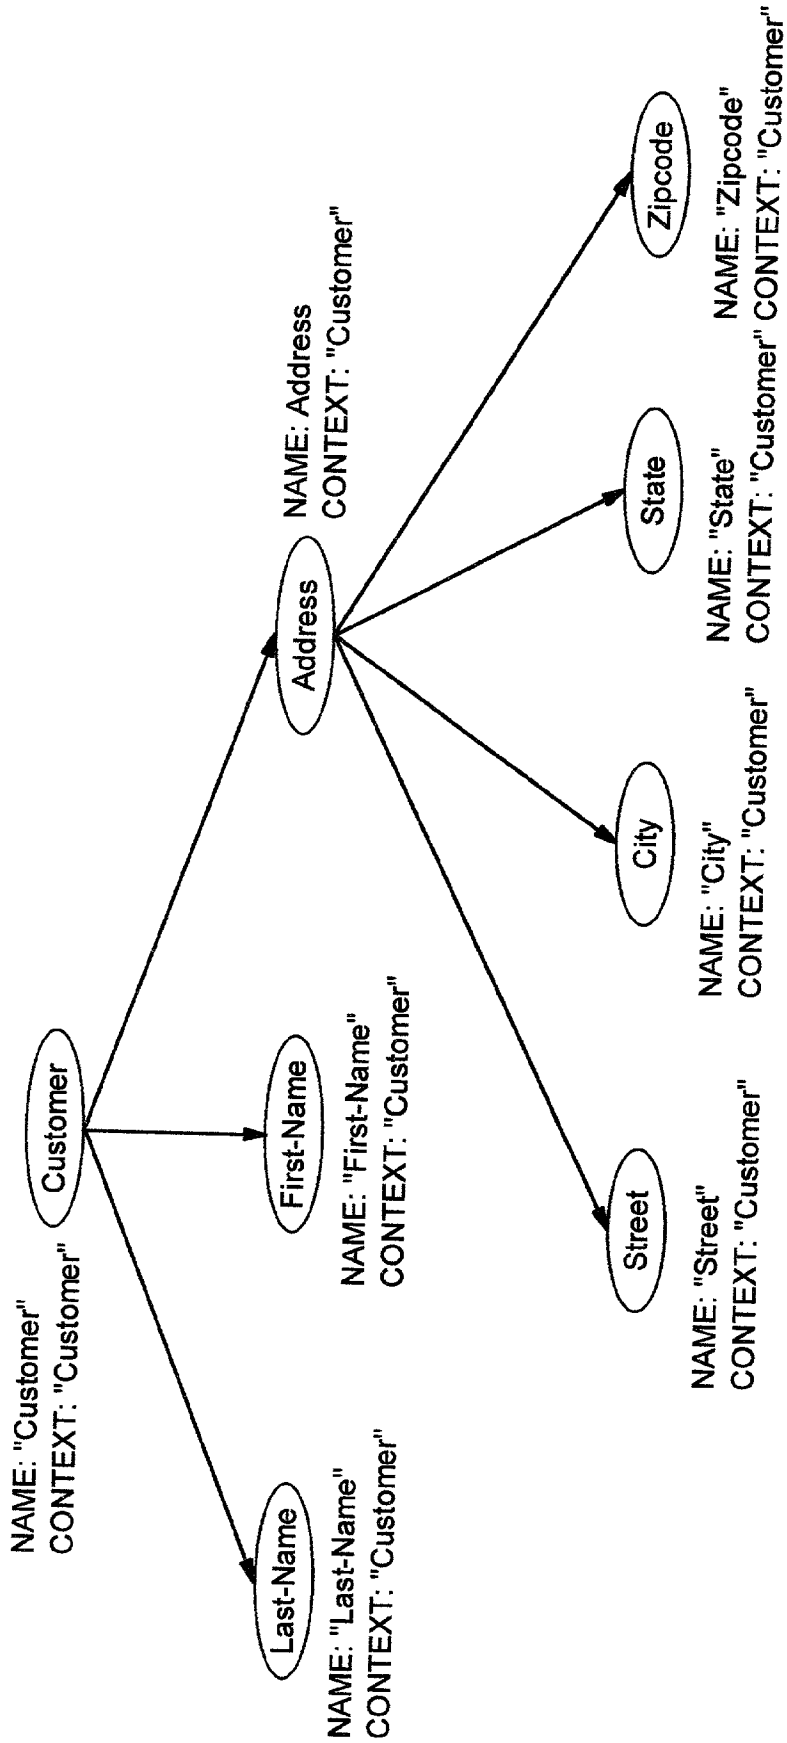 NAME: "Customer"
CONTEXT: "Customer"
Customer
Last-Name
NAME: "Last-Name"
CONTEXT: "Customer"
First-Name
NAME: "First-Name"
CONTEXT: "Customer"
Address
NAME: Address
CONTEXT: "Customer"
Street
NAME: "Street"
CONTEXT: "Customer"
City
NAME: "City"
CONTEXT: "Customer"
State
NAME: "State"
CONTEXT: "Customer"
Zipcode
NAME: "Zipcode"
CONTEXT: "Customer"